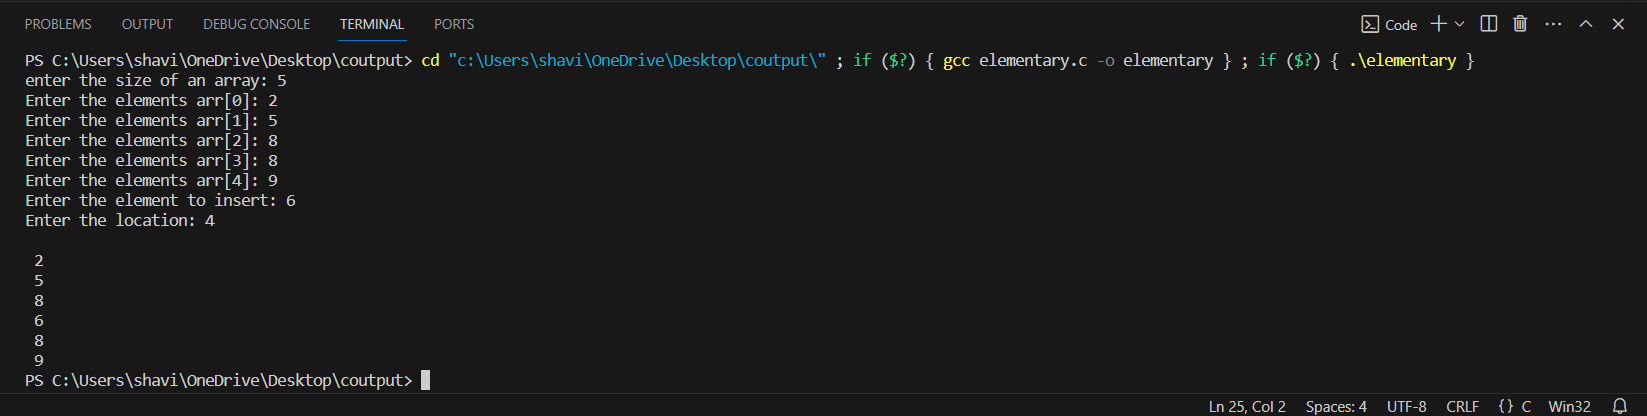 PROBLEMS OUTPUT DEBUG CONSOLE TERMINAL PORTS Code
PS C:\Users\shavi\OneDrive\Desktop\coutput> cd "c:\Users\shavi\OneDrive\Desktop\coutput\" ; if ($?) { gcc elementary.c -o elementary } ; if ($?) { .\elementary }
enter the size of an array: 5
Enter the elements arr[0]: 2
Enter the elements arr[1]: 5
Enter the elements arr[2]: 8
Enter the elements arr[3]: 8
Enter the elements arr[4]: 9
Enter the element to insert: 6
Enter the location: 4
2
5
8
6
8
9
PS C:\Users\shavi\OneDrive\Desktop\coutput>
Ln 25, Col 2 Spaces: 4 UTF-8 CRLF {} C Win32